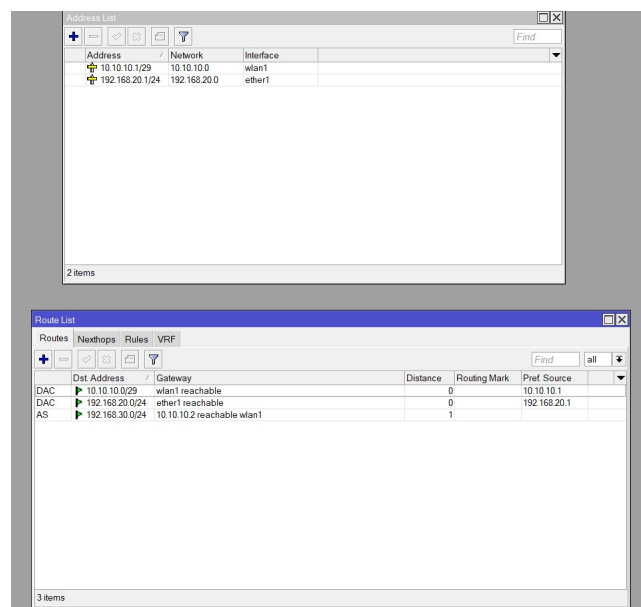 Address List
Find
Address / Network Interface
10.10.10.1/29 10.10.10.0 wlan1
192.168.20.1/24 192.168.20.0 ether1
2 items
Route List
Routes Nexthops Rules VRF
Find all
Dst. Address / Gateway Distance Routing Mark Pref. Source
DAC 10.10.10.0/29 wlan1 reachable 0 10.10.10.1
DAC 192.168.20.0/24 ether1 reachable 0 192.168.20.1
AS 192.168.30.0/24 10.10.10.2 reachable wlan1 1
3 items